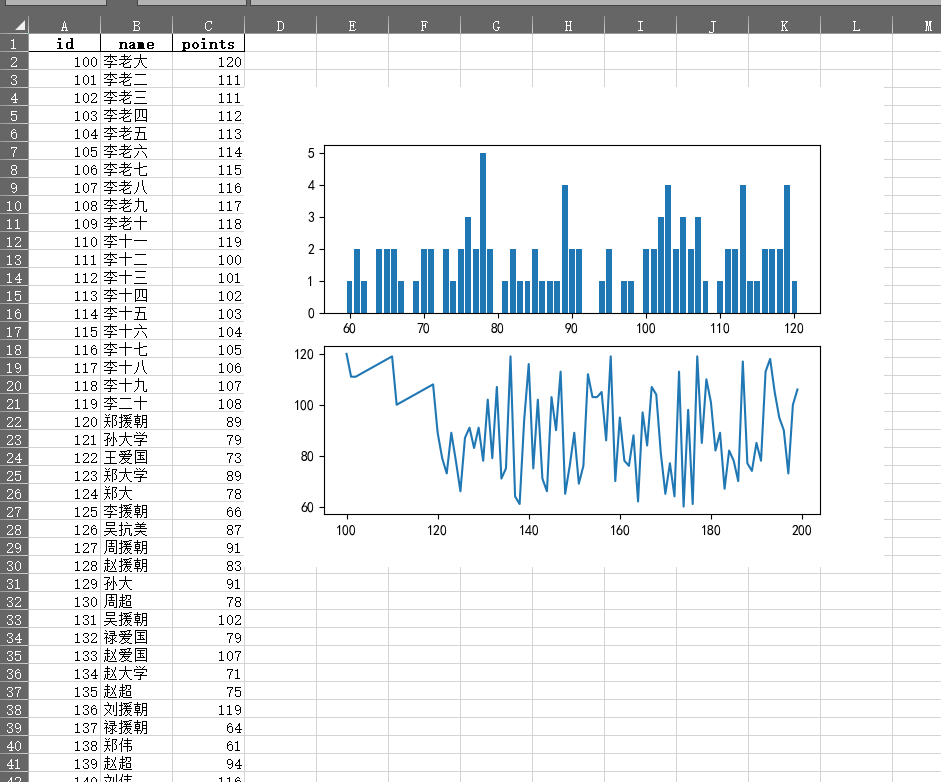 A B C D E F G H I J K L M
1 id name points
2 100 李老大 120
3 101 李老二 111
4 102 李老三 111
5 103 李老四 112
6 104 李老五 113
7 105 李老六 114
8 106 李老七 115
9 107 李老八 116
10 108 李老九 117
11 109 李老十 118
12 110 李十一 119
13 111 李十二 100
14 112 李十三 101
15 113 李十四 102
16 114 李十五 103
17 115 李十六 104
18 116 李十七 105
19 117 李十八 106
20 118 李十九 107
21 119 李二十 108
22 120 郑援朝 89
23 121 孙大学 79
24 122 王爱国 73
25 123 郑大学 89
26 124 郑大 78
27 125 李援朝 66
28 126 吴抗美 87
29 127 周援朝 91
30 128 赵援朝 83
31 129 孙大 91
32 130 周超 78
33 131 吴援朝 102
34 132 禄爱国 79
35 133 赵爱国 107
36 134 赵大学 71
37 135 赵超 75
38 136 刘援朝 119
39 137 禄援朝 64
40 138 郑伟 61
41 139 赵超 94
42 140 刘伟 116
5
4
3
2
1
0
60 70 80 90 100 110 120
120
100
80
60
100 120 140 160 180 200